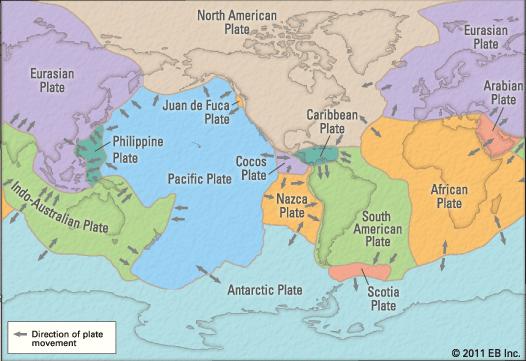 North American
Plate
Eurasian
Plate
Eurasian
Plate
Juan de Fuca
Plate
Caribbean
Plate
Arabian
Plate
Philippine
Plate
Cocos
Plate
Pacific Plate
African
Plate
Indo-Australian Plate
Nazca
Plate
South
American
Plate
Antarctic Plate
Scotia
Plate
Direction of plate
movement
© 2011 EB Inc.